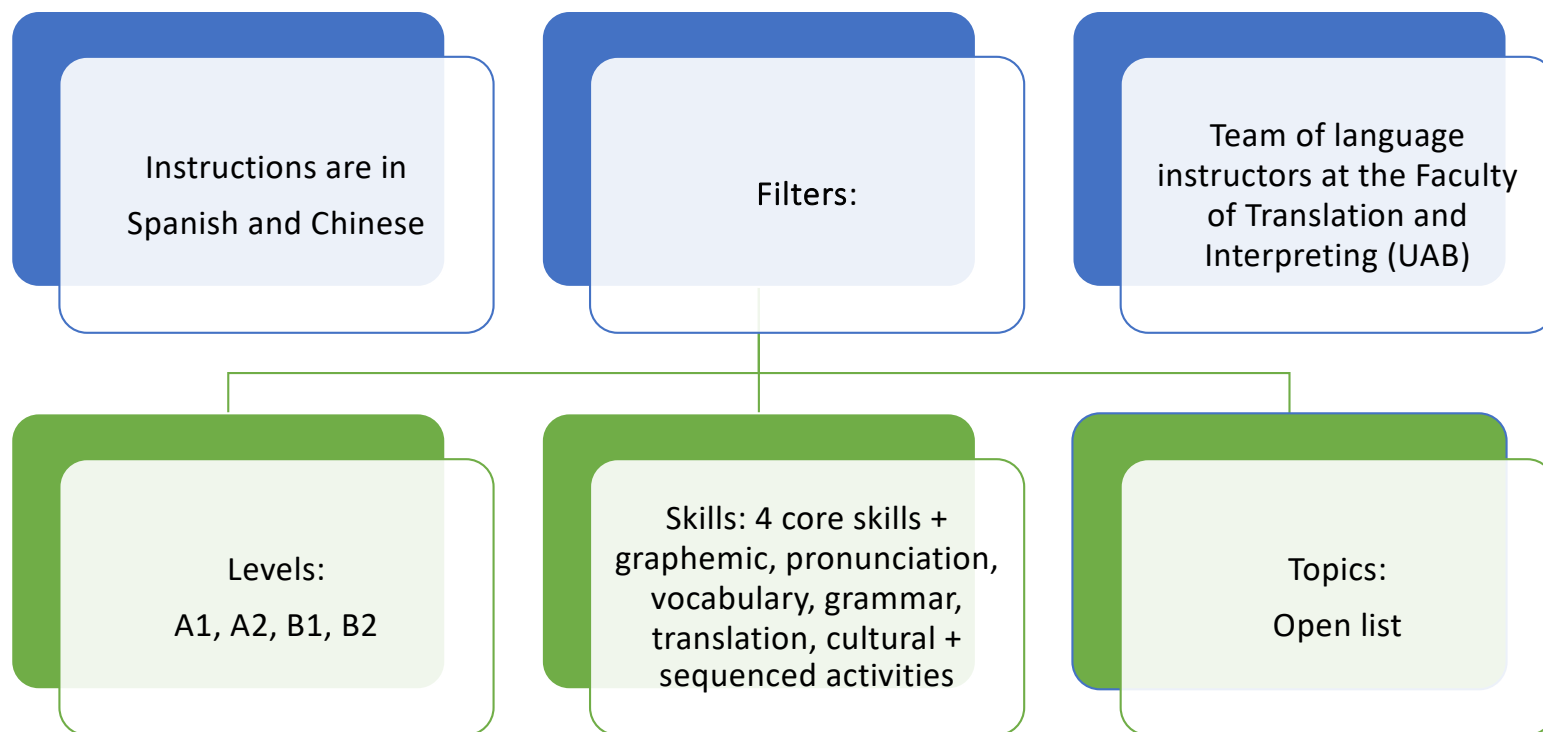 Instructions are in
Spanish and Chinese
Filters:
Team of language
instructors at the Faculty
of Translation and
Interpreting (UAB)
Levels:
A1, A2, B1, B2
Skills: 4 core skills +
graphemic, pronunciation,
vocabulary, grammar,
translation, cultural +
sequenced activities
Topics:
Open list